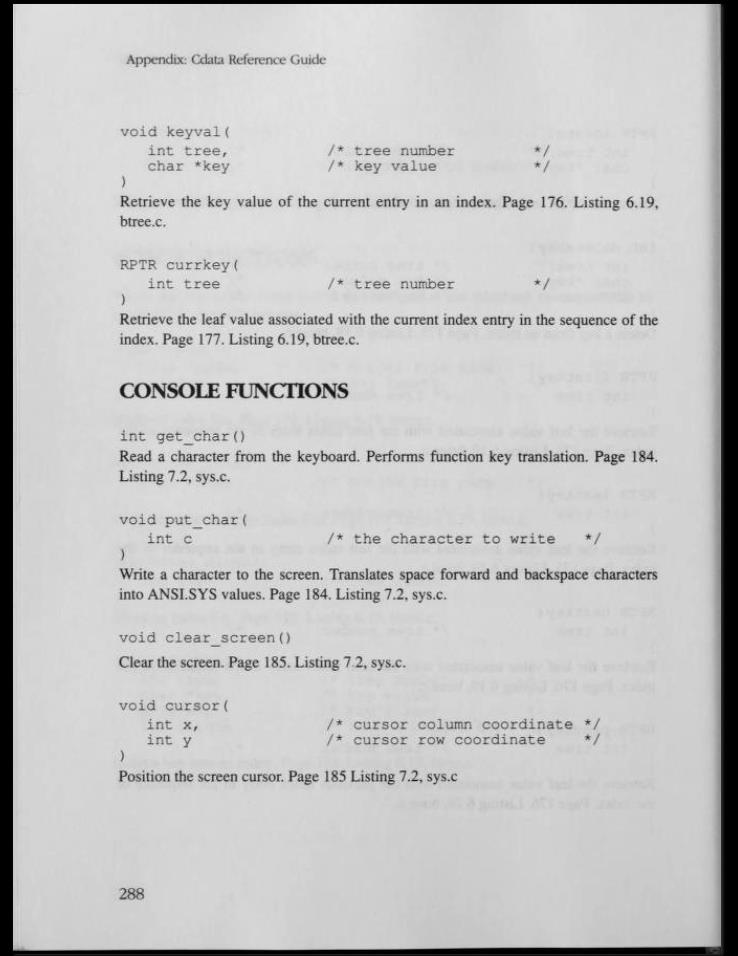 Appendix: Cdata Reference Guide
void keyval(
int tree, /* tree number */
char *key /* key value */
)
Retrieve the key value of the current entry in an index. Page 176. Listing 6.19,
btree.c.
RPTR currkey(
int tree /* tree number */
)
Retrieve the leaf value associated with the current index entry in the sequence of the
index. Page 177. Listing 6.19, btree.c.
CONSOLE FUNCTIONS
int get_char()
Read a character from the keyboard. Performs function key translation. Page 184.
Listing 7.2, sys.c.
void put_char(
int c /* the character to write */
)
Write a character to the screen. Translates space forward and backspace characters
into ANSI.SYS values. Page 184. Listing 7.2, sys.c.
void clear_screen()
Clear the screen. Page 185. Listing 7.2, sys.c.
void cursor(
int x, /* cursor column coordinate */
int y /* cursor row coordinate */
)
Position the screen cursor. Page 185 Listing 7.2, sys.c
288